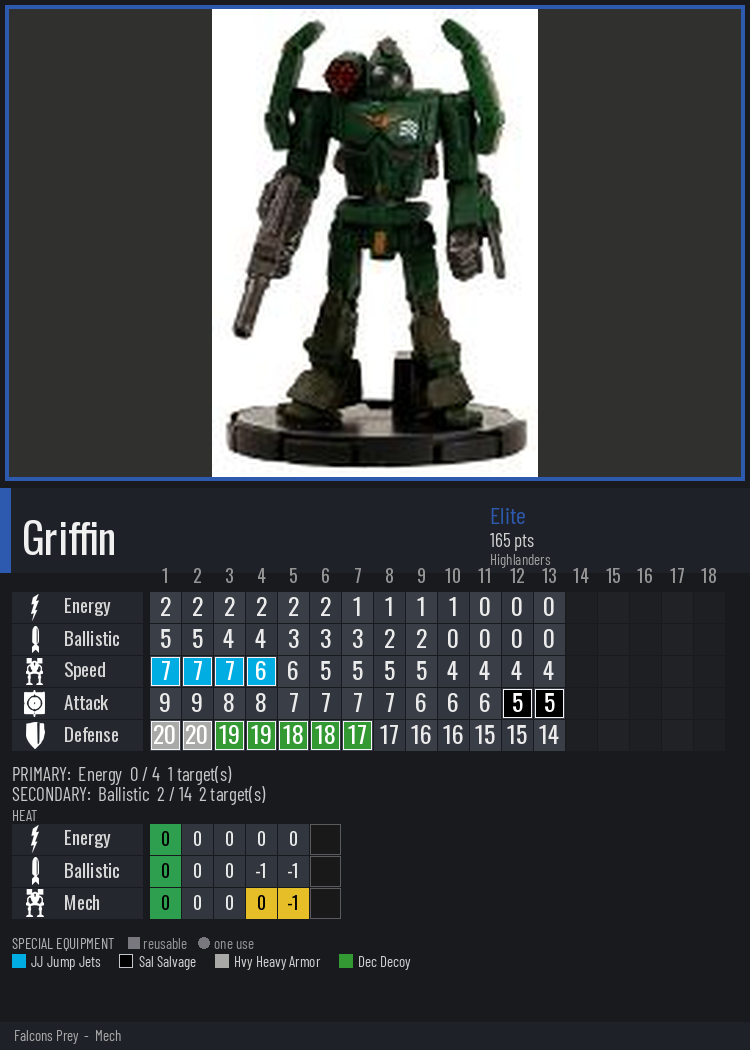 Griffin
Elite
165 pts
Highlanders
1 2 3 4 5 6 7 8 9 10 11 12 13 14 15 16 17 18
Energy 2 2 2 2 2 2 1 1 1 1 0 0 0
Ballistic 5 5 4 4 3 3 3 2 2 0 0 0 0
Speed 7 7 7 6 6 5 5 5 5 4 4 4 4
Attack 9 9 8 8 7 7 7 7 6 6 6 5 5
Defense 20 20 19 19 18 18 17 17 16 16 15 15 14
PRIMARY: Energy 0 / 4 1 target(s)
SECONDARY: Ballistic 2 / 14 2 target(s)
HEAT
Energy 0 0 0 0 0
Ballistic 0 0 0 -1 -1
Mech 0 0 0 0 -1
SPECIAL EQUIPMENT reusable one use
JJ Jump Jets Sal Salvage Hvy Heavy Armor Dec Decoy
Falcons Prey - Mech